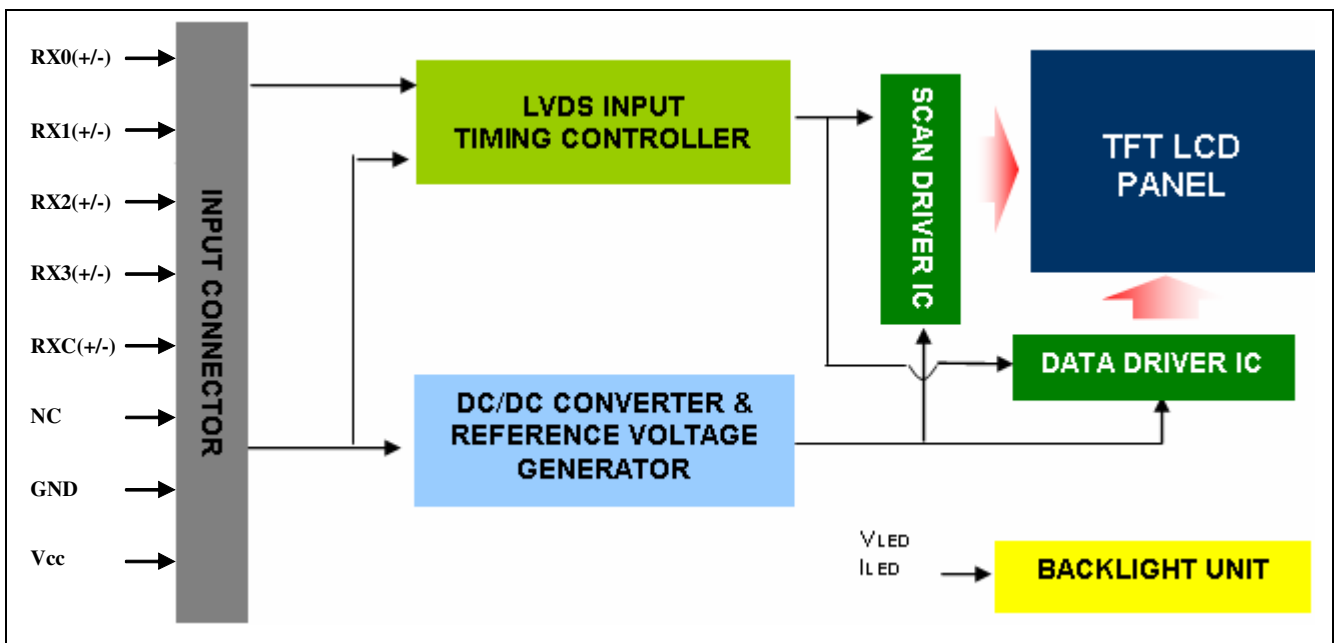 RX0(+/-)
RX1(+/-)
RX2(+/-)
RX3(+/-)
RXC(+/-)
NC
GND
Vcc
INPUT CONNECTOR
LVDS INPUT
TIMING CONTROLLER
DC/DC CONVERTER &
REFERENCE VOLTAGE
GENERATOR
SCAN DRIVER IC
TFT LCD
PANEL
DATA DRIVER IC
VLED
ILED
BACKLIGHT UNIT